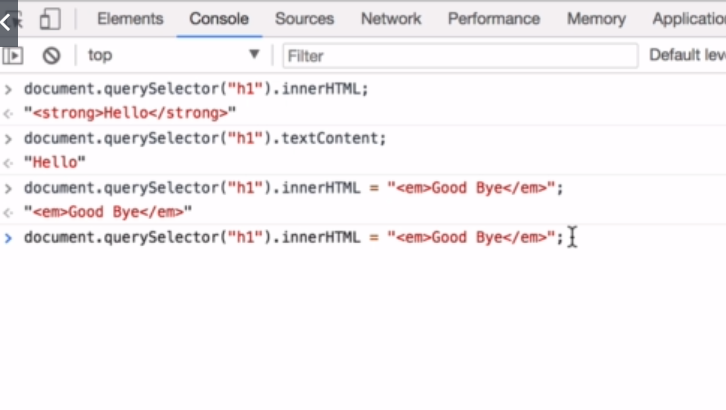 Elements Console Sources Network Performance Memory
top Filter Default
document.querySelector("h1").innerHTML;
"<strong>Hello</strong>"
document.querySelector("h1").textContent;
"Hello"
document.querySelector("h1").innerHTML = "<em>Good Bye</em>";
"<em>Good Bye</em>"
document.querySelector("h1").innerHTML = "<em>Good Bye</em>";